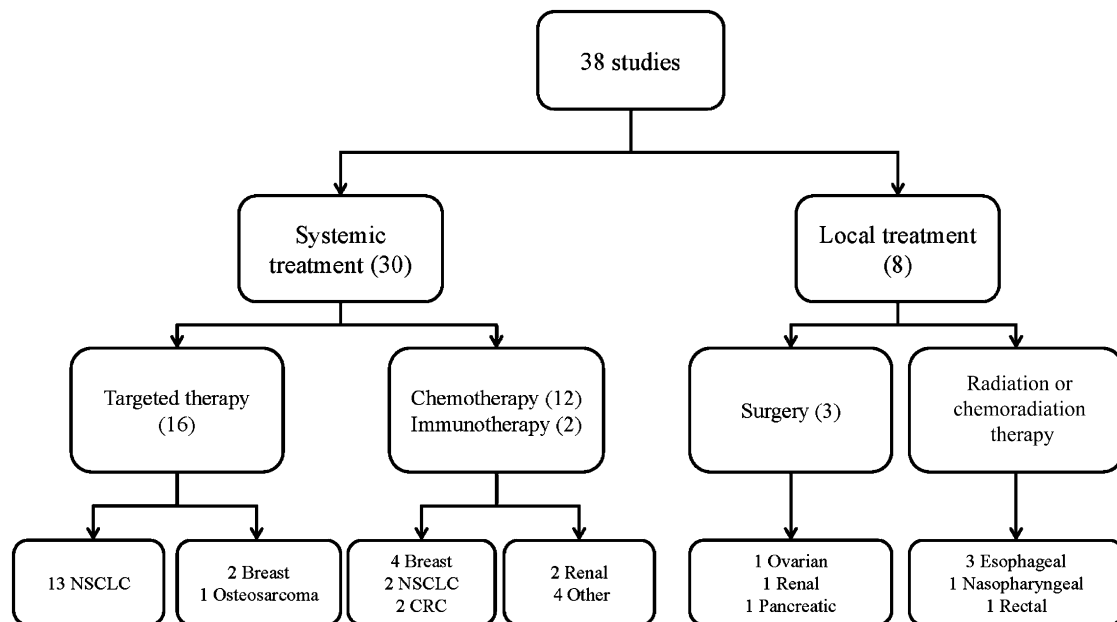 38 studies
Systemic
treatment (30)
Local treatment
(8)
Targeted therapy
(16)
Chemotherapy (12)
Immunotherapy (2)
Surgery (3)
Radiation or
chemoradiation
therapy
13 NSCLC
2 Breast
1 Osteosarcoma
4 Breast
2 NSCLC
2 CRC
2 Renal
4 Other
1 Ovarian
1 Renal
1 Pancreatic
3 Esophageal
1 Nasopharyngeal
1 Rectal